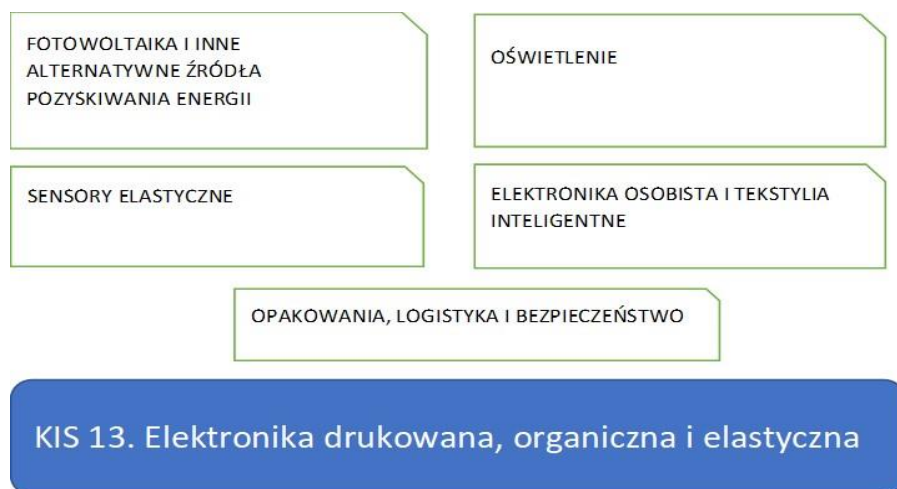 FOTOWOLTAIKA I INNE
ALTERNATYWNE ŹRÓDŁA
POZYSKIWANIA ENERGII
OŚWIETLENIE
SENSORY ELASTYCZNE
ELEKTRONIKA OSOBISTA I TEKSTYLIA
INTELIGENTNE
OPAKOWANIA, LOGISTYKA I BEZPIECZEŃSTWO
KIS 13. Elektronika drukowana, organiczna i elastyczna